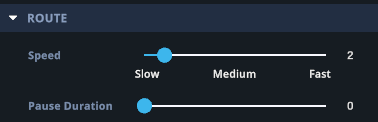 ROUTE
Speed 2
Slow Medium Fast
Pause Duration 0